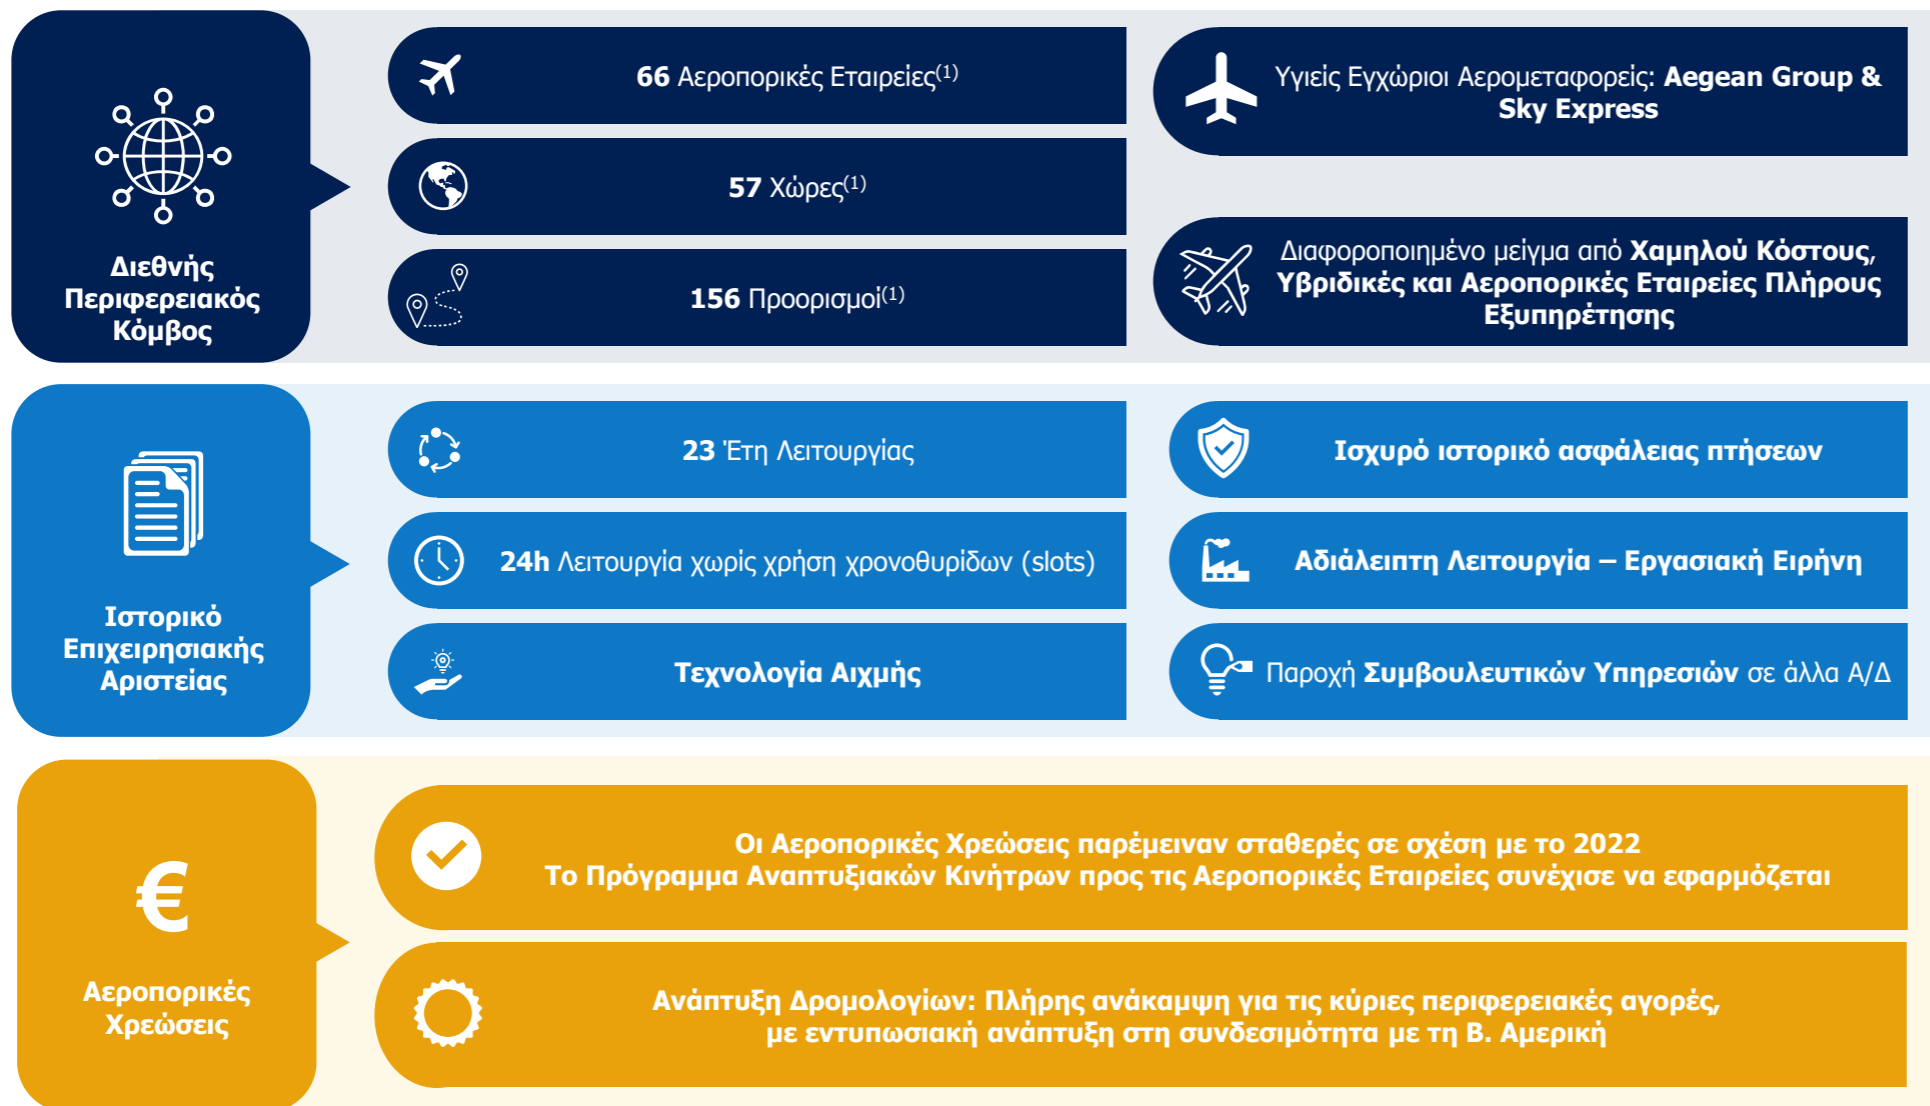 Διεθνής
Περιφερειακός
Κόμβος
66 Αεροπορικές Εταιρείες(1)
57 Χώρες(1)
156 Προορισμοί(1)
Υγιείς Εγχώριοι Αερομεταφορείς: Aegean Group &
Sky Express
Διαφοροποιημένο μείγμα από Χαμηλού Κόστους,
Υβριδικές και Αεροπορικές Εταιρείες Πλήρους
Εξυπηρέτησης
Ιστορικό
Επιχειρησιακής
Αριστείας
23 Έτη Λειτουργίας
24h Λειτουργία χωρίς χρήση χρονοθυρίδων (slots)
Τεχνολογία Αιχμής
Ισχυρό ιστορικό ασφάλειας πτήσεων
Αδιάλειπτη Λειτουργία – Εργασιακή Ειρήνη
Παροχή Συμβουλευτικών Υπηρεσιών σε άλλα Α/Δ
€
Αεροπορικές
Χρεώσεις
Οι Αεροπορικές Χρεώσεις παρέμειναν σταθερές σε σχέση με το 2022
Το Πρόγραμμα Αναπτυξιακών Κινήτρων προς τις Αεροπορικές Εταιρείες συνέχισε να εφαρμόζεται
Ανάπτυξη Δρομολογίων: Πλήρης ανάκαμψη για τις κύριες περιφερειακές αγορές,
με εντυπωσιακή ανάπτυξη στη συνδεσιμότητα με τη Β. Αμερική